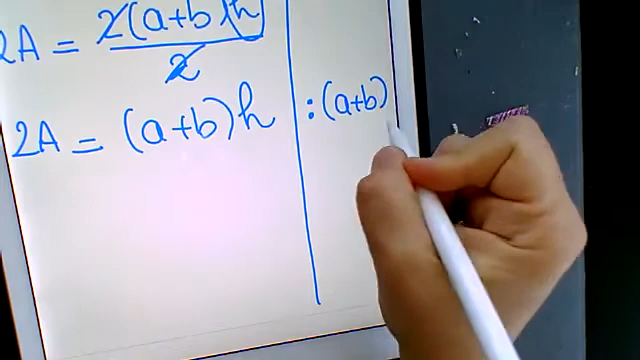 2A = 2(a+b)h / 2
2A = (a+b)h : (a+b)